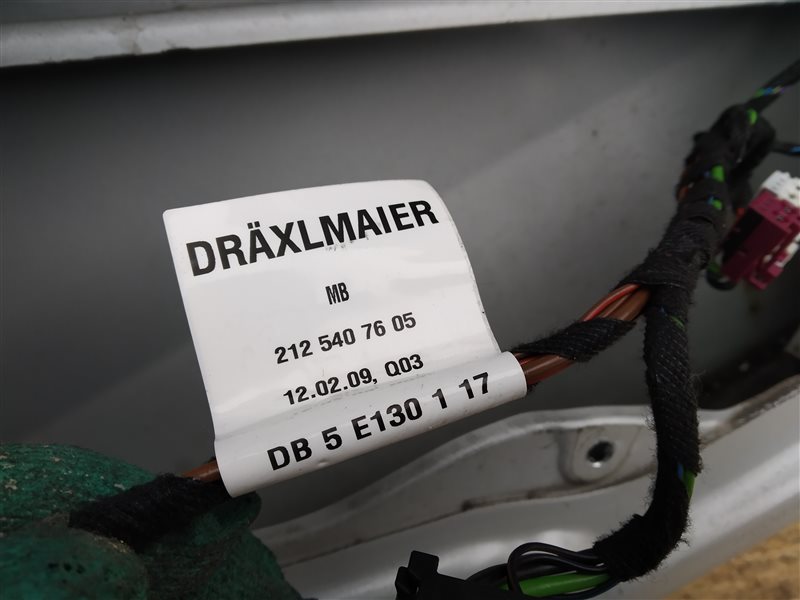 DRÄXLMAIER
MB
212 540 76 05
12.02.09, Q03
DB 5 E130 1 17